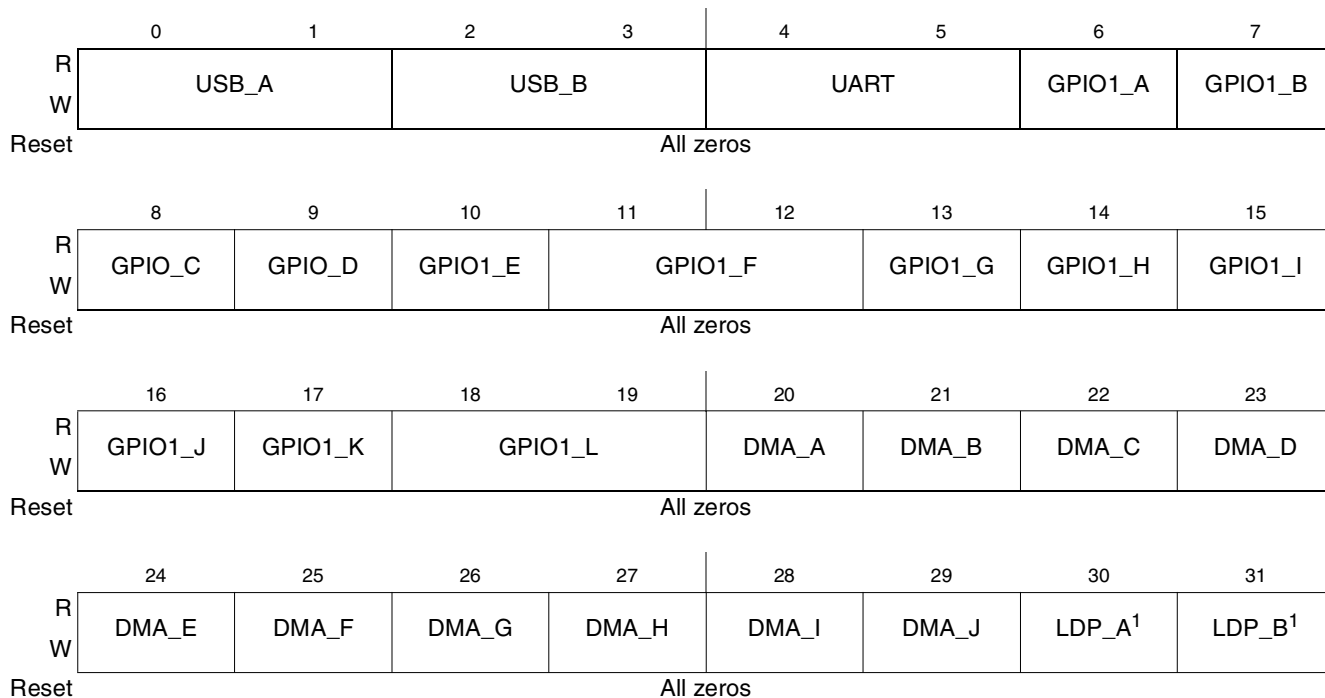 0 1 2 3 4 5 6 7
R USB_A USB_B UART GPIO1_A GPIO1_B
W
Reset All zeros
8 9 10 11 12 13 14 15
R GPIO_C GPIO_D GPIO1_E GPIO1_F GPIO1_G GPIO1_H GPIO1_I
W
Reset All zeros
16 17 18 19 20 21 22 23
R GPIO1_J GPIO1_K GPIO1_L DMA_A DMA_B DMA_C DMA_D
W
Reset All zeros
24 25 26 27 28 29 30 31
R DMA_E DMA_F DMA_G DMA_H DMA_I DMA_J LDP_A¹ LDP_B¹
W
Reset All zeros